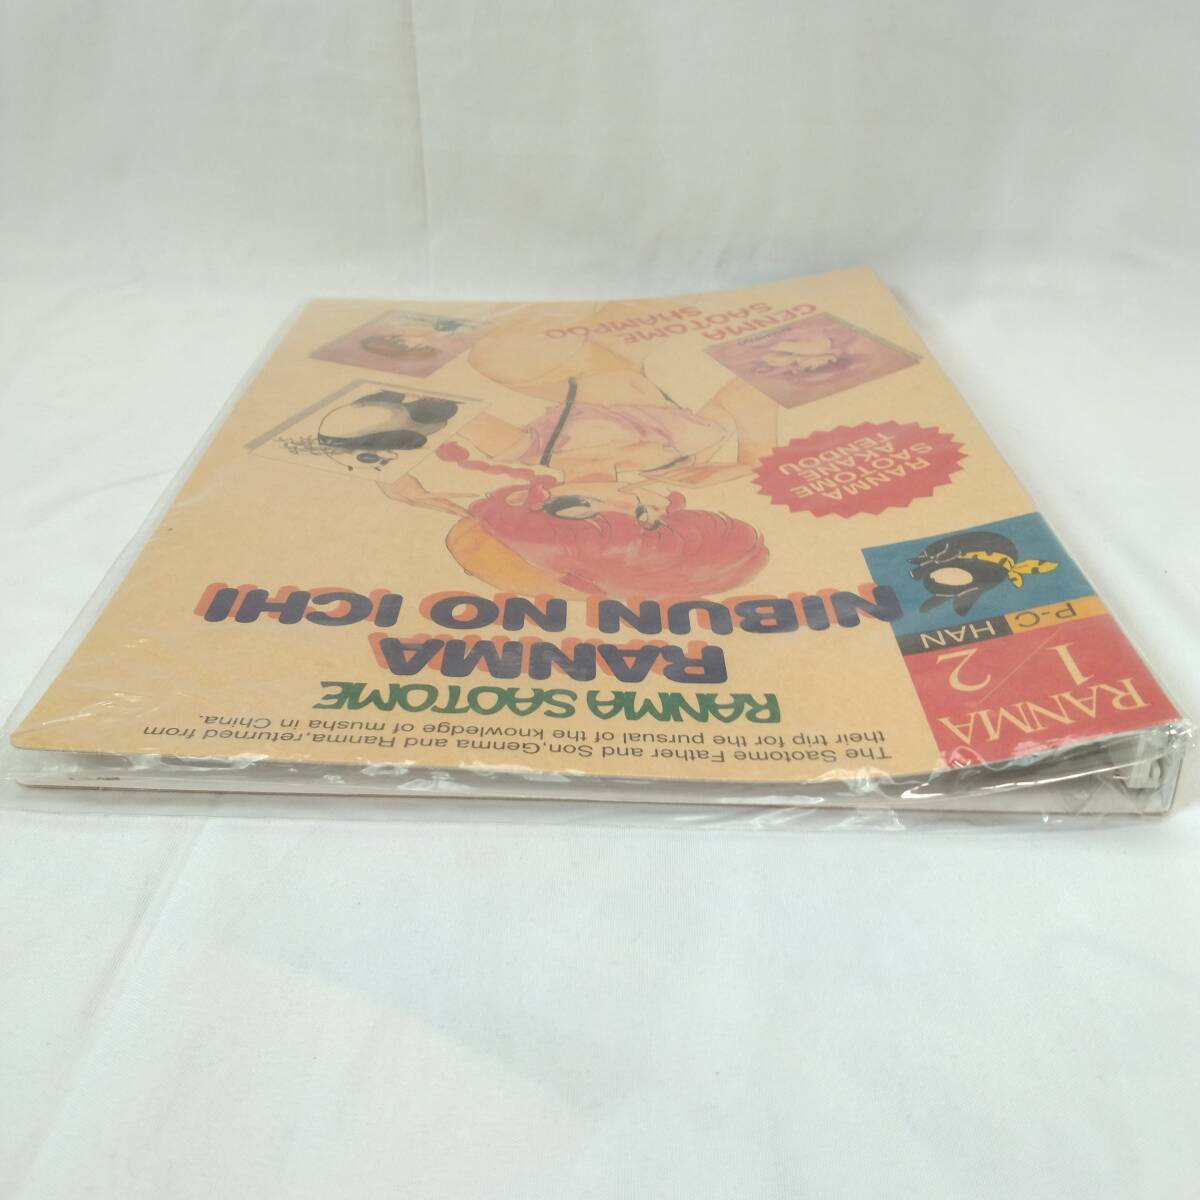 RANMA
1/2
P-C
HAN
The Saotome Father and Son,Genma and Ranma,returned from
their trip for the pursual of the knowledge of musha in China.
RANMA SAOTOME
RANMA
NIBUN NO ICHI
RANMA
SAOTOME
AKANE
TENDOU
GENMA
SAOTOME
SHAMPOO